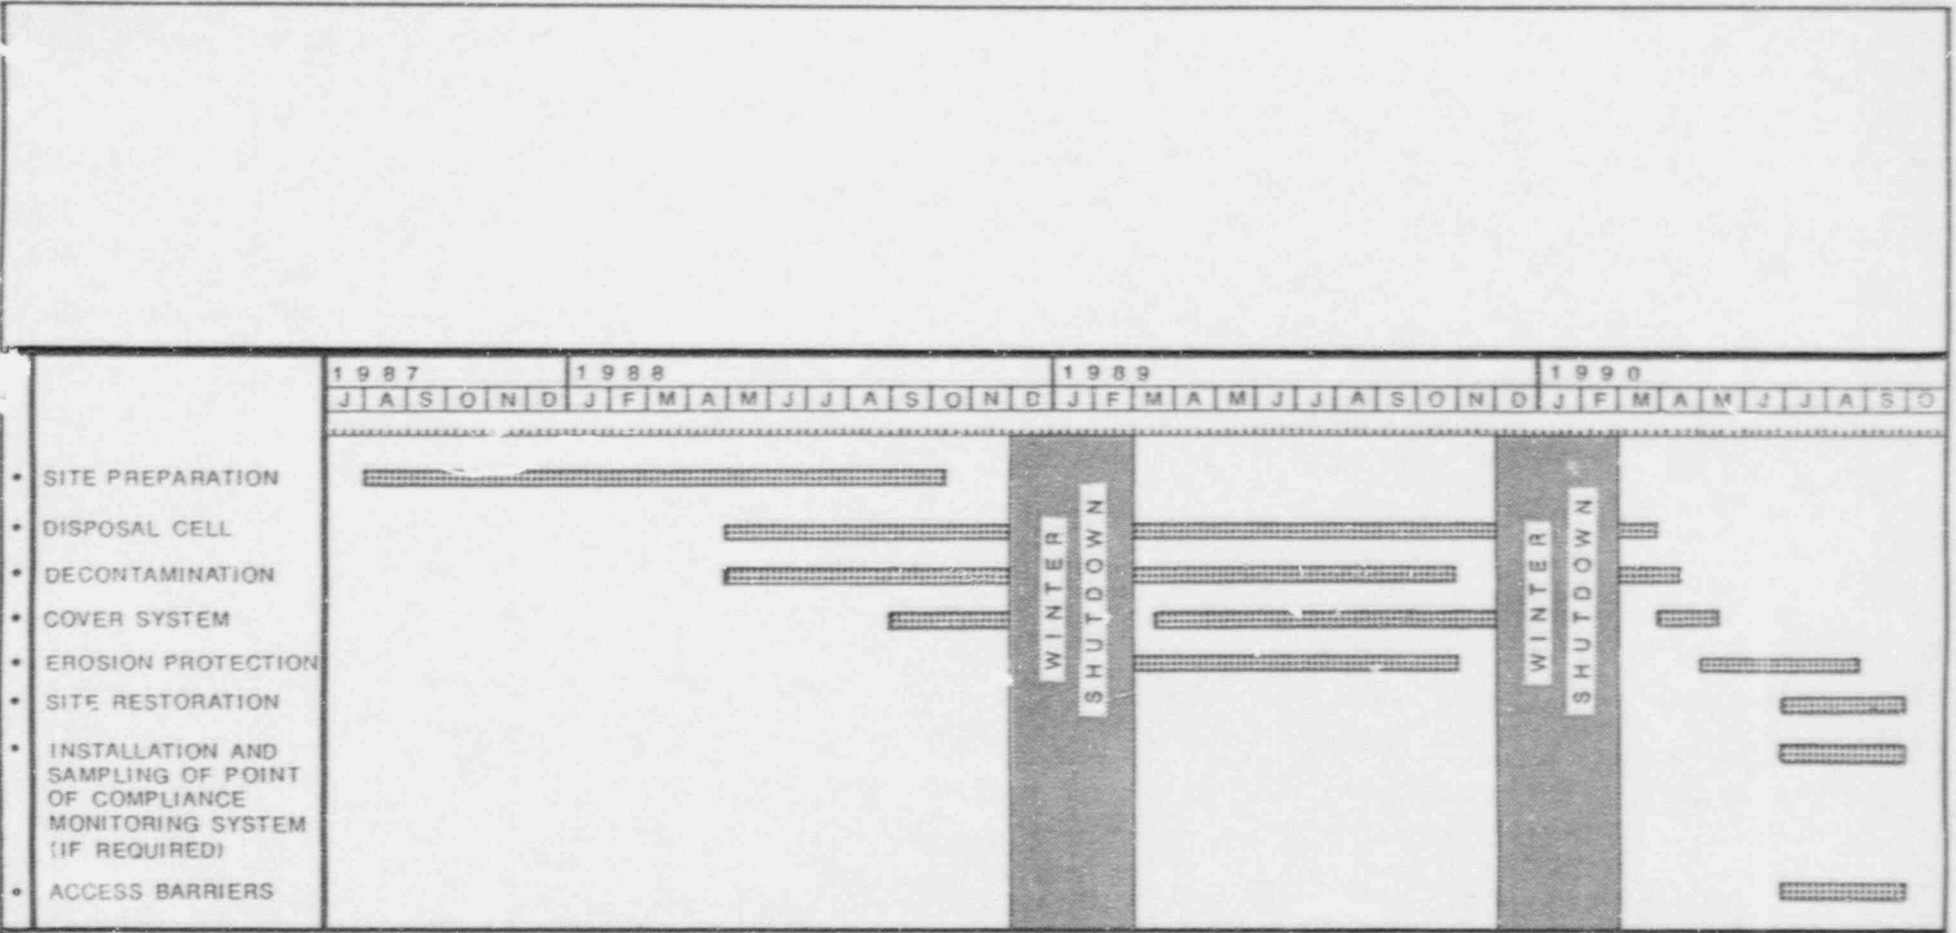 1987 1988 1989 1990
J A S O N D J F M A M J J A S O N D J F M A M J J A S O N D J F M A M J J A S O
• SITE PREPARATION
• DISPOSAL CELL
• DECONTAMINATION
• COVER SYSTEM
• EROSION PROTECTION
• SITE RESTORATION
• INSTALLATION AND
SAMPLING OF POINT
OF COMPLIANCE
MONITORING SYSTEM
(IF REQUIRED)
• ACCESS BARRIERS
WINTER
SHUTDOWN
WINTER
SHUTDOWN